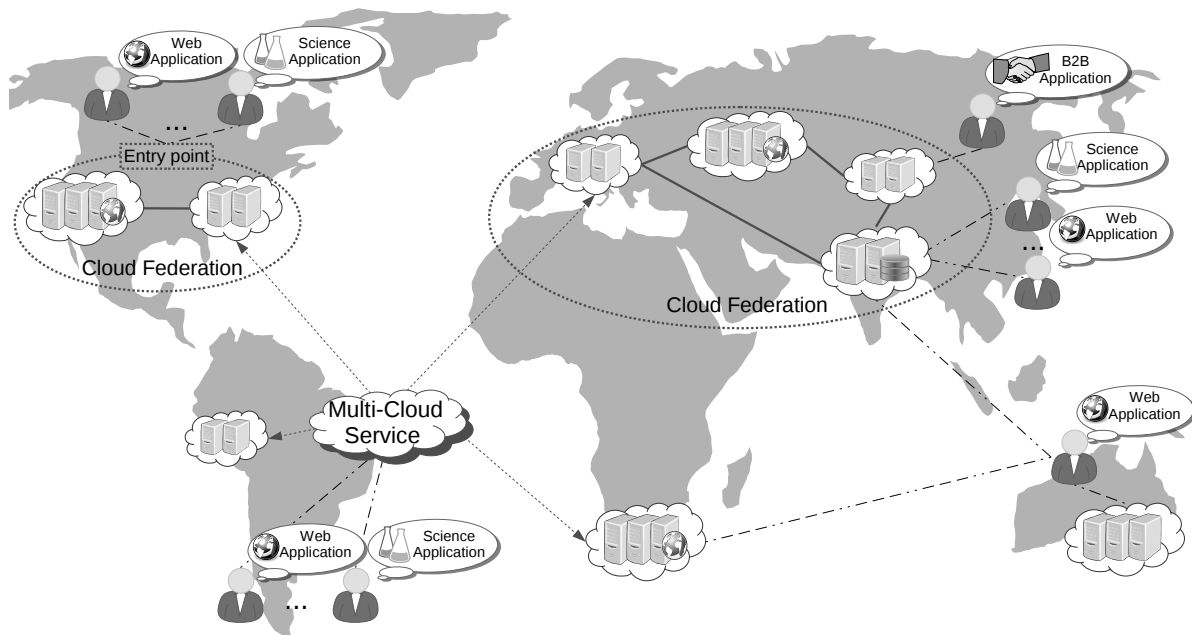 Web
Application
Science
Application
...
Entry point
Cloud Federation
B2B
Application
Science
Application
Web
Application
...
Cloud Federation
Multi-Cloud
Service
Web
Application
Web
Application
Science
Application
...